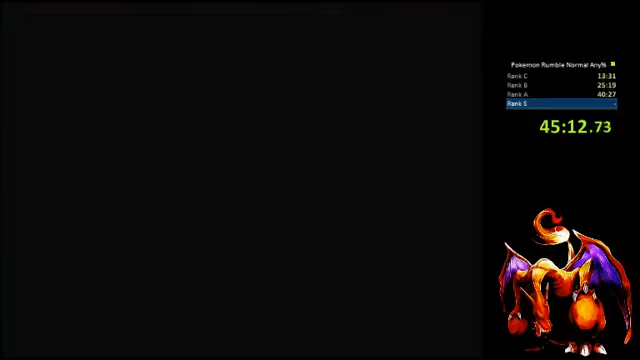 Pokemon Rumble Normal Any%
Rank C 13:31
Rank B 25:19
Rank A 40:27
Rank S -
45:12.73